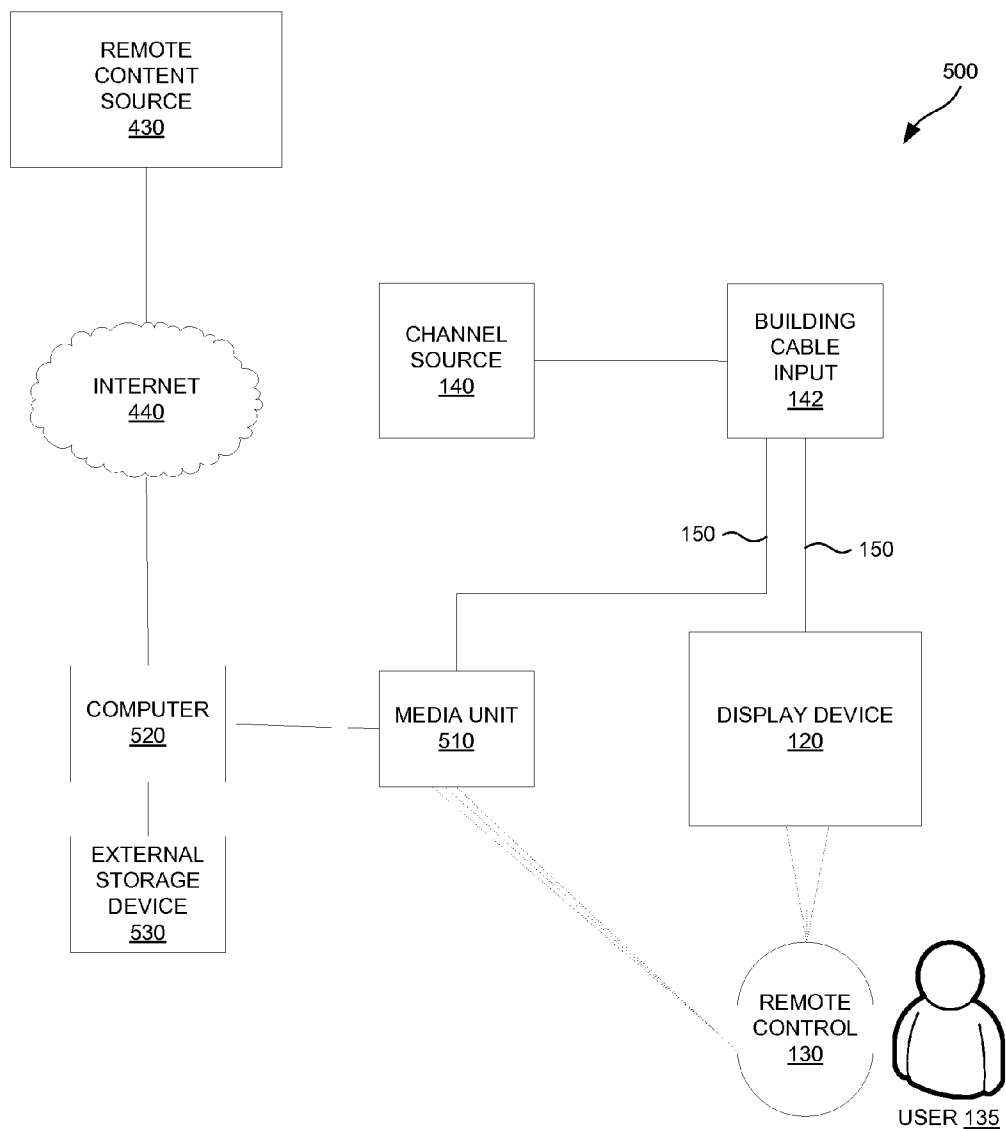 REMOTE
CONTENT
SOURCE
430
500
INTERNET
440
CHANNEL
SOURCE
140
BUILDING
CABLE
INPUT
142
150
150
COMPUTER
520
MEDIA UNIT
510
DISPLAY DEVICE
120
EXTERNAL
STORAGE
DEVICE
530
REMOTE
CONTROL
130
USER 135